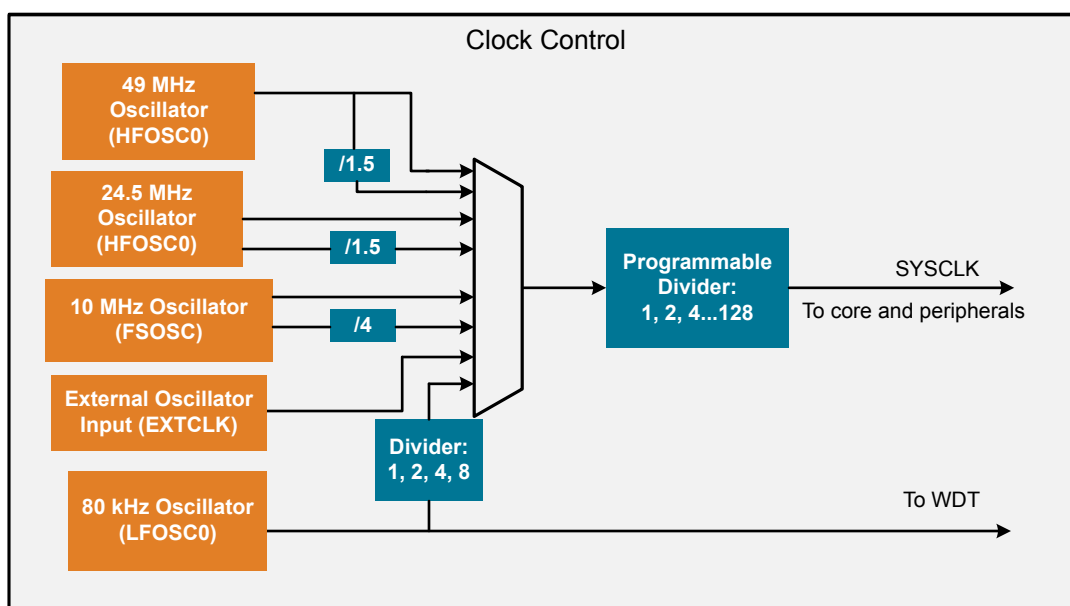 Clock Control
49 MHz
Oscillator
(HFOSC0)
/1.5
24.5 MHz
Oscillator
(HFOSC0)
/1.5
10 MHz Oscillator
(FSOSC)
/4
External Oscillator
Input (EXTCLK)
Divider:
1, 2, 4, 8
80 kHz Oscillator
(LFOSC0)
Programmable
Divider:
1, 2, 4...128
SYSCLK
To core and peripherals
To WDT